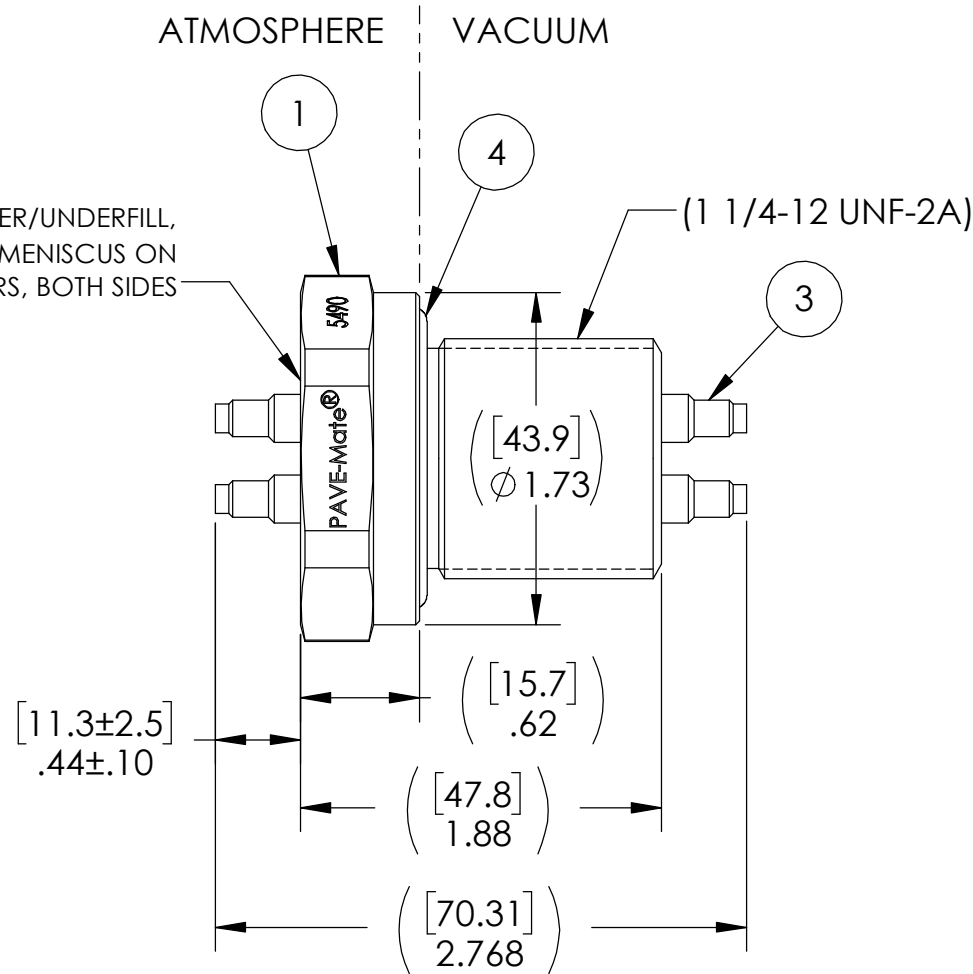 ATMOSPHERE VACUUM
1
4
ER/UNDERFILL,
MENISCUS ON
RS, BOTH SIDES
(1 1/4-12 UNF-2A)
3
5490
PAVE-Mate®
([43.9]
⌀ 1.73)
[11.3±2.5]
.44±.10
([15.7]
.62)
([47.8]
1.88)
([70.31]
2.768)